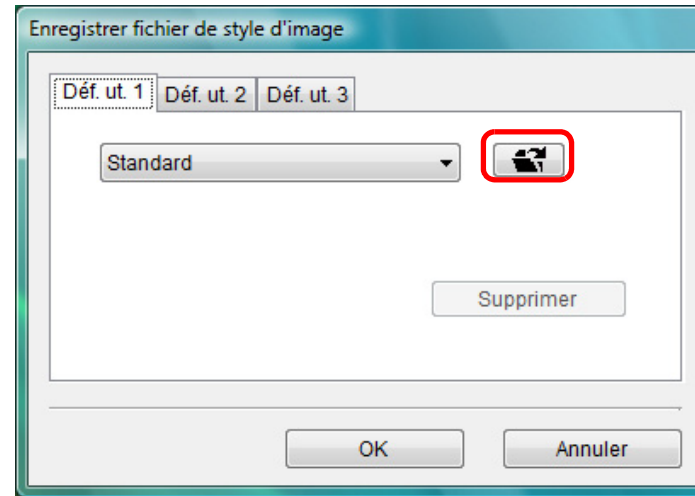 Enregistrer fichier de style d'image
Déf. ut. 1 Déf. ut. 2 Déf. ut. 3
Standard
Supprimer
OK Annuler